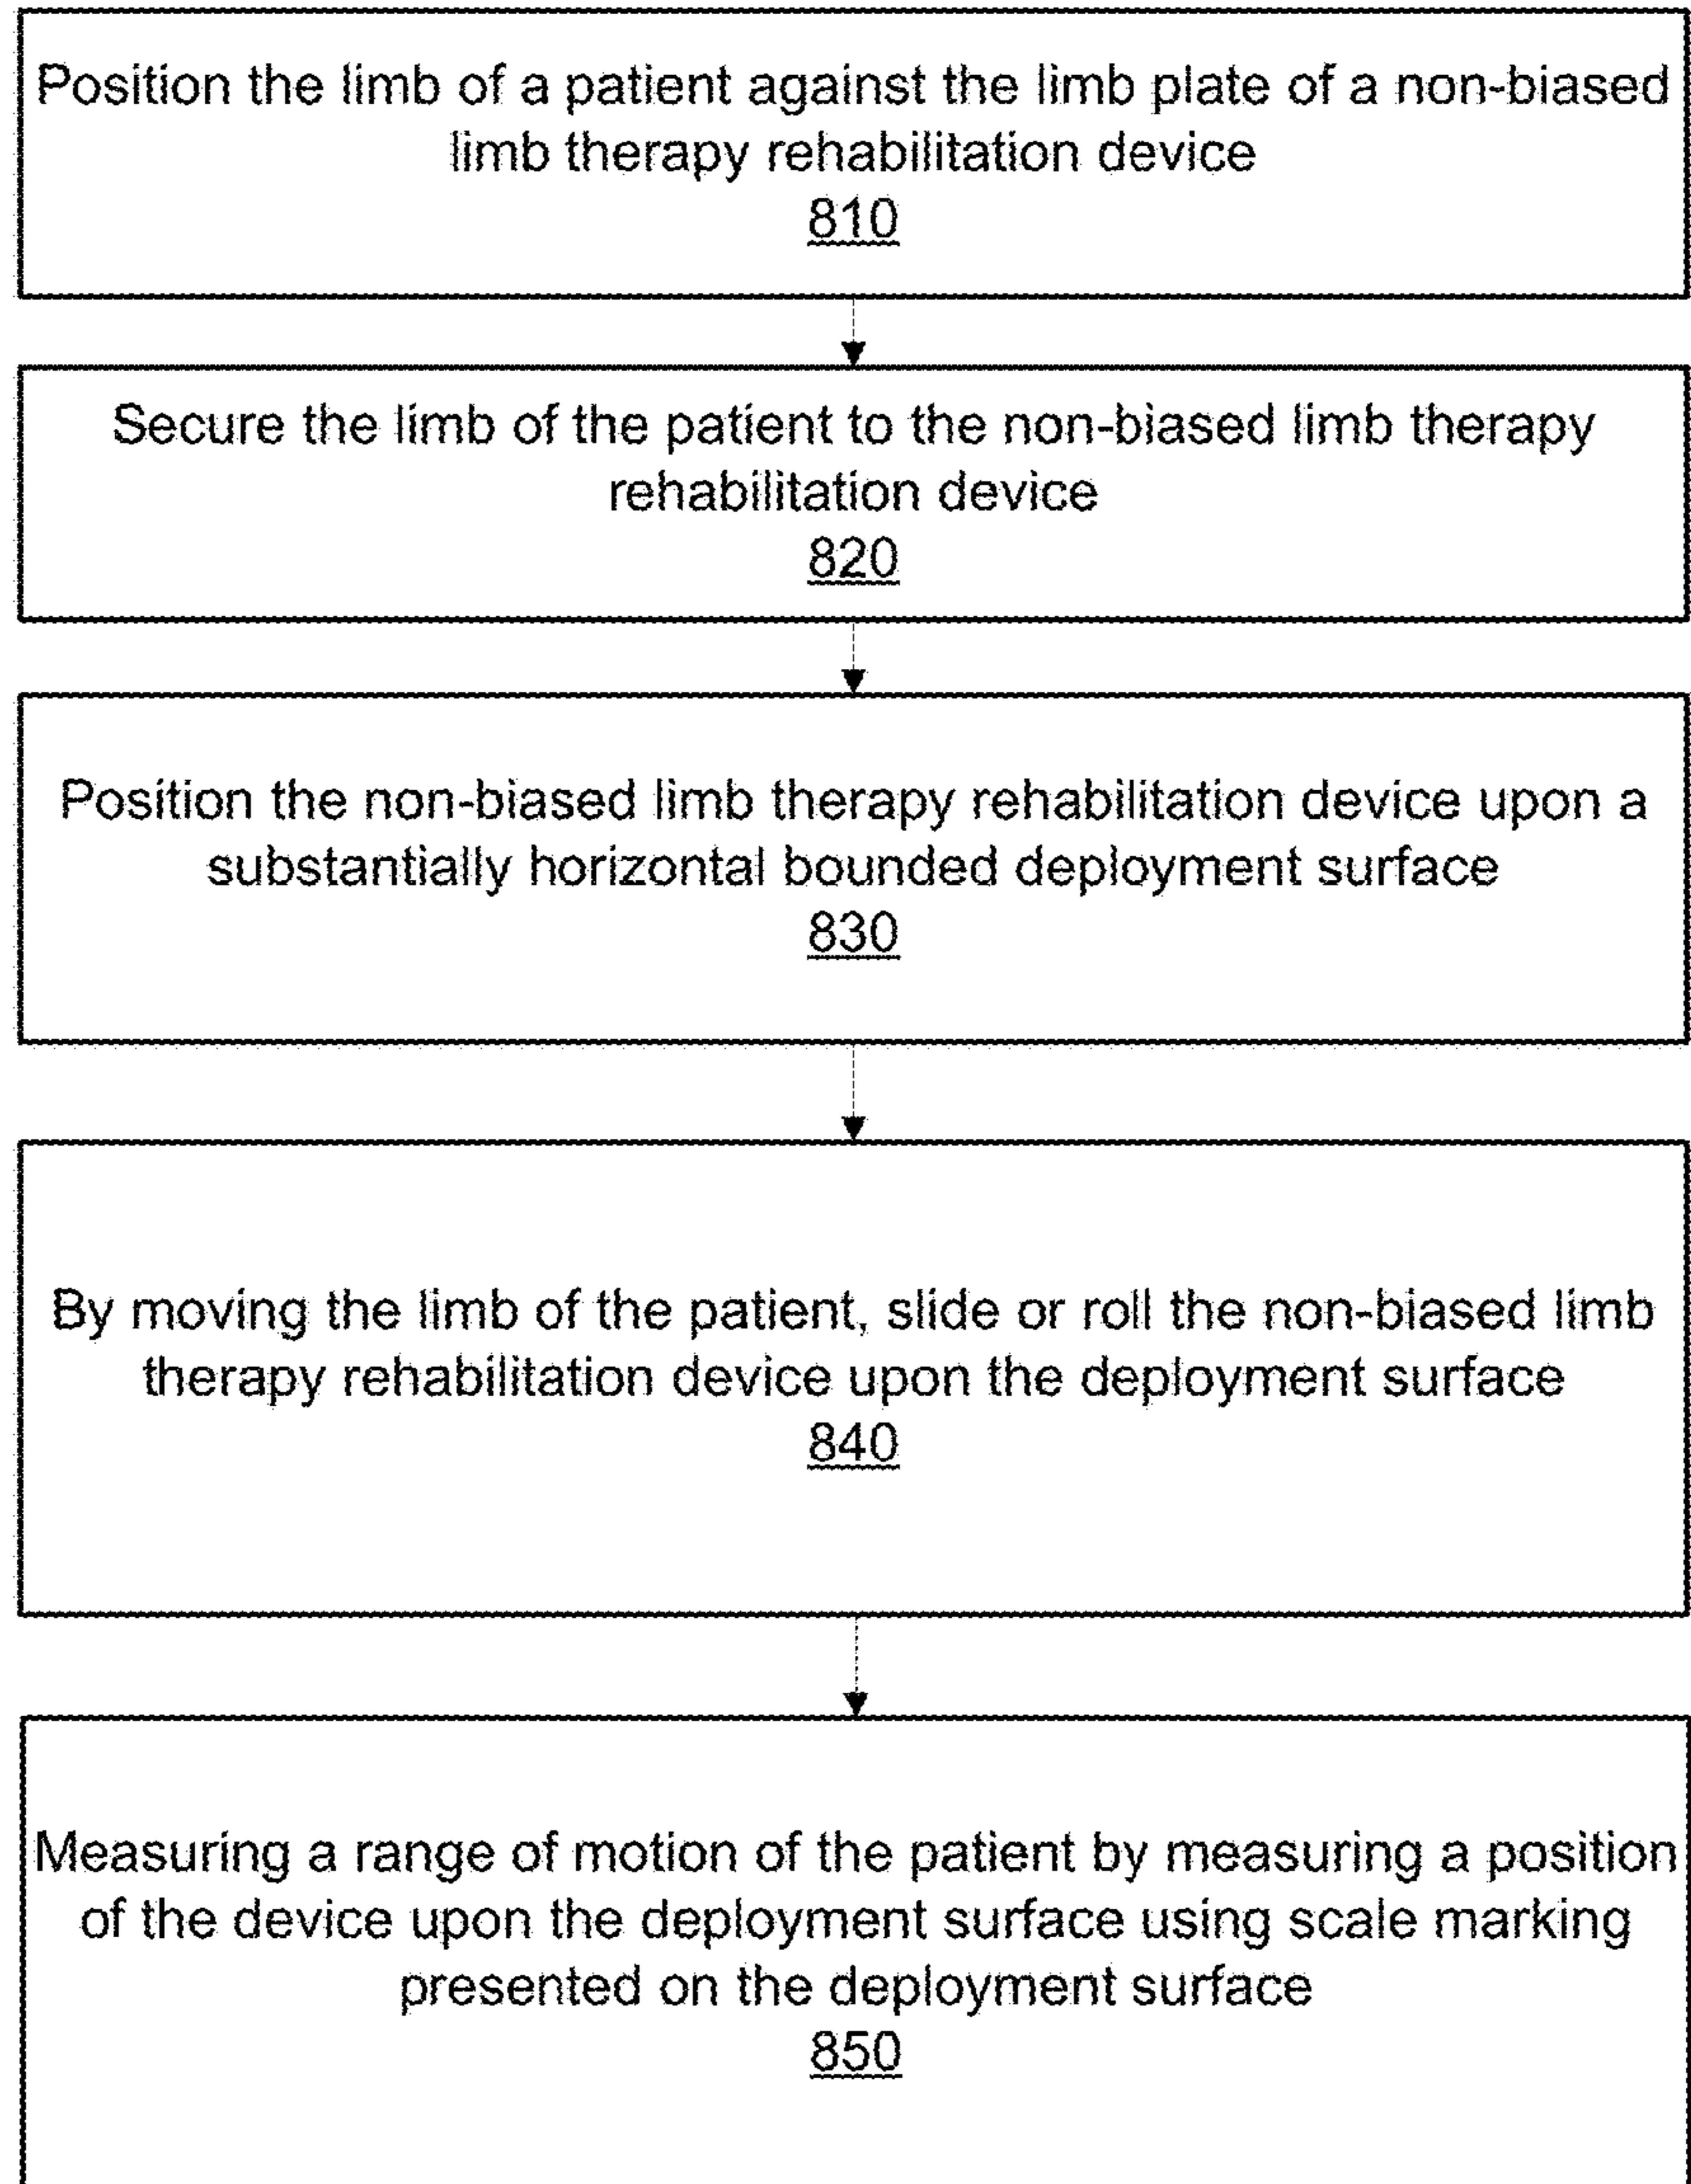 Position the limb of a patient against the limb plate of a non-biased
limb therapy rehabilitation device
810
Secure the limb of the patient to the non-biased limb therapy
rehabilitation device
820
Position the non-biased limb therapy rehabilitation device upon a
substantially horizontal bounded deployment surface
830
By moving the limb of the patient, slide or roll the non-biased limb
therapy rehabilitation device upon the deployment surface
840
Measuring a range of motion of the patient by measuring a position
of the device upon the deployment surface using scale marking
presented on the deployment surface
850